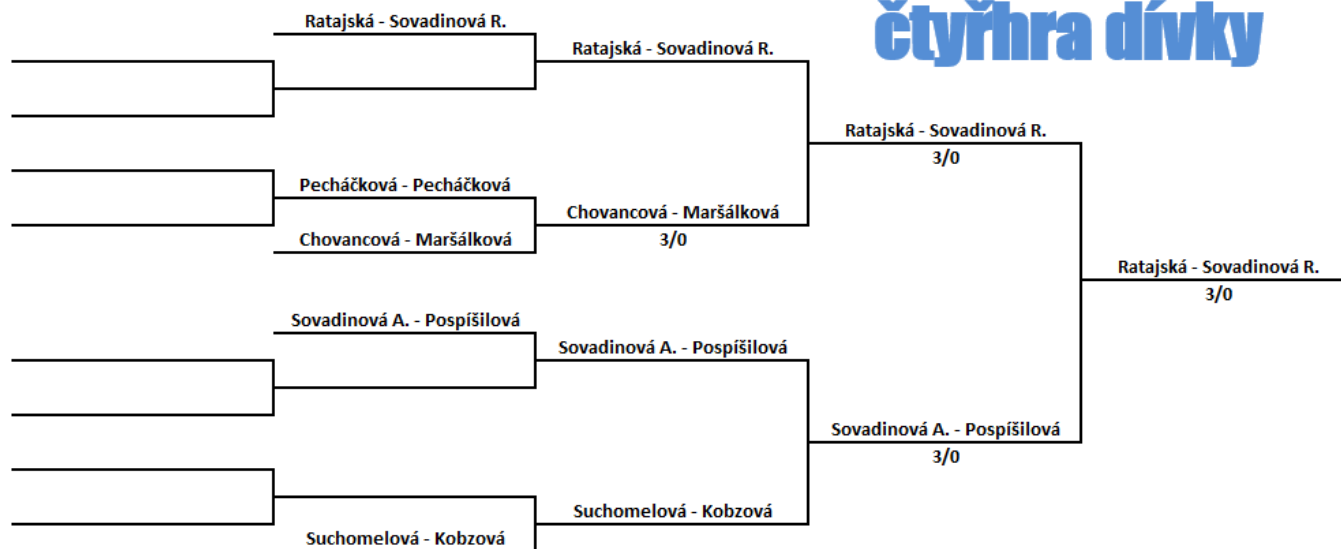 čtyřhra dívky
Ratajská - Sovadinová R.
Ratajská - Sovadinová R.
Ratajská - Sovadinová R.
3/0
Pecháčková - Pecháčková
Chovancová - Maršálková
3/0
Chovancová - Maršálková
Ratajská - Sovadinová R.
3/0
Sovadinová A. - Pospíšilová
Sovadinová A. - Pospíšilová
Sovadinová A. - Pospíšilová
3/0
Suchomelová - Kobzová
Suchomelová - Kobzová